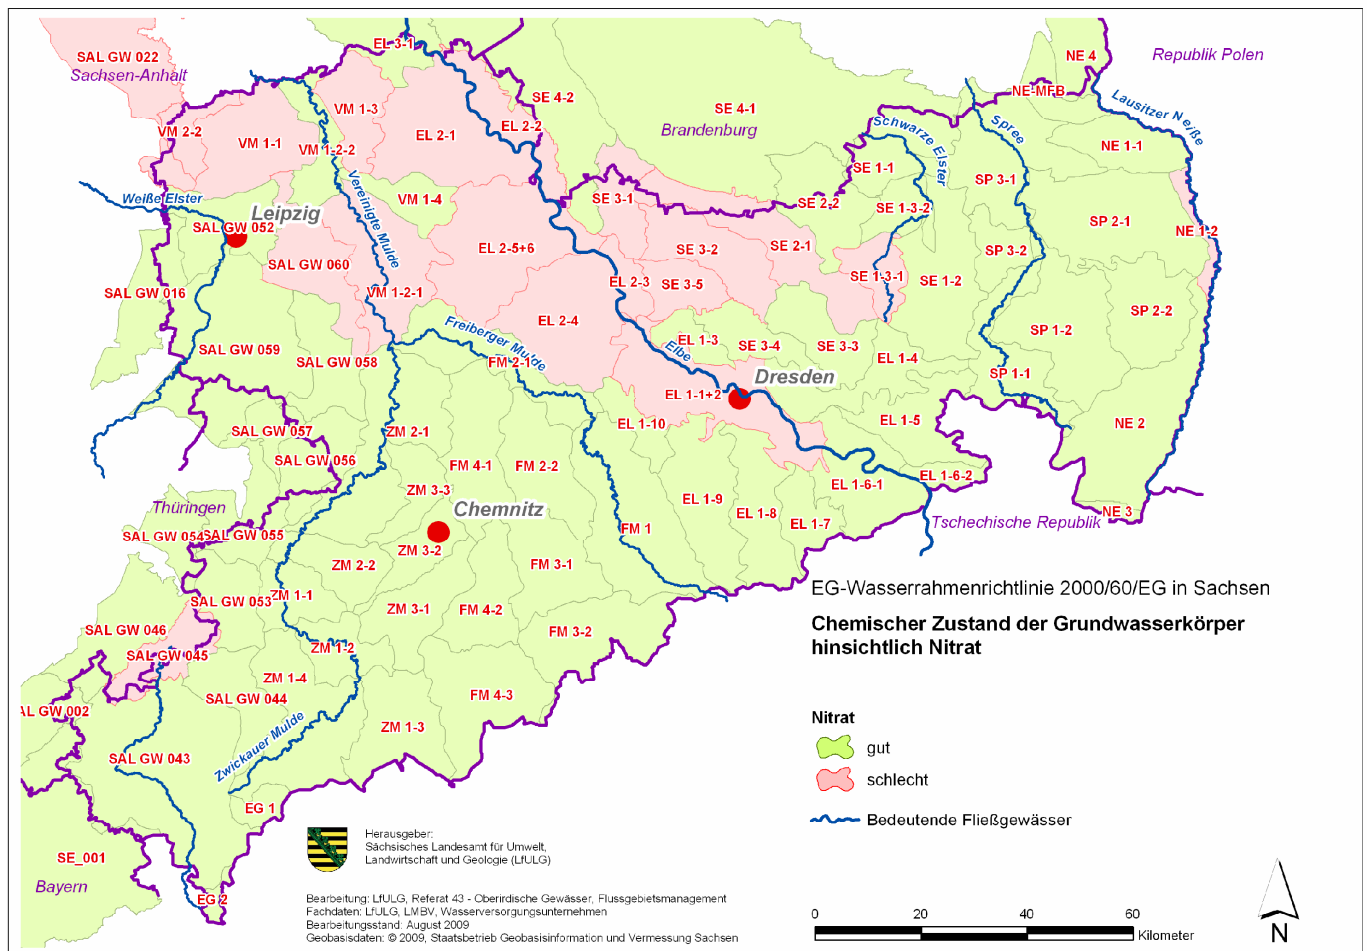 EL 3-1
SAL GW 022
Sachsen-Anhalt
Republik Polen
NE 4
NE-MFB
Lausitzer Neiße
SE 4-2
SE 4-1
Brandenburg
VM 1-3
VM 2-2
VM 1-1
VM 1-2-2
EL 2-1
EL 2-2
Schwarze Elster
Spree
NE 1-1
SE 1-1
SP 3-1
Vereinigte Mulde
Weiße Elster
Leipzig
SAL GW 052
VM 1-4
SE 3-1
SE 2-2
SE 1-3-2
SP 2-1
NE 1-2
EL 2-5+6
SE 3-2
SE 2-1
SP 3-2
SAL GW 060
SE 1-3-1
SE 1-2
EL 2-3
SE 3-5
SAL GW 016
VM 1-2-1
EL 2-4
SP 2-2
Freiberger Mulde
SP 1-2
SAL GW 059
SAL GW 058
FM 2-1
Elbe
EL 1-3
SE 3-4
SE 3-3
EL 1-4
SP 1-1
Dresden
EL 1-1+2
EL 1-10
EL 1-5
NE 2
SAL GW 057
ZM 2-1
SAL GW 056
FM 4-1
FM 2-2
EL 1-6-2
EL 1-6-1
ZM 3-3
EL 1-9
EL 1-8
EL 1-7
NE 3
Tschechische Republik
Thüringen
Chemnitz
SAL GW 054
SAL GW 055
FM 1
ZM 3-2
ZM 2-2
FM 3-1
SAL GW 053
ZM 1-1
ZM 3-1
FM 4-2
SAL GW 046
FM 3-2
SAL GW 045
ZM 1-2
ZM 1-4
SAL GW 044
FM 4-3
AL GW 002
ZM 1-3
Zwickauer Mulde
SAL GW 043
EG 1
SE_001
Bayern
EG 2
EG-Wasserrahmenrichtlinie 2000/60/EG in Sachsen
Chemischer Zustand der Grundwasserkörper
hinsichtlich Nitrat
Nitrat
gut
schlecht
Bedeutende Fließgewässer
Herausgeber:
Sächsisches Landesamt für Umwelt,
Landwirtschaft und Geologie (LfULG)
Bearbeitung: LfULG, Referat 43 - Oberirdische Gewässer, Flussgebietsmanagement
Fachdaten: LfULG, LMBV, Wasserversorgungsunternehmen
Bearbeitungsstand: August 2009
Geobasisdaten: © 2009, Staatsbetrieb Geobasisinformation und Vermessung Sachsen
0 20 40 60
Kilometer
N